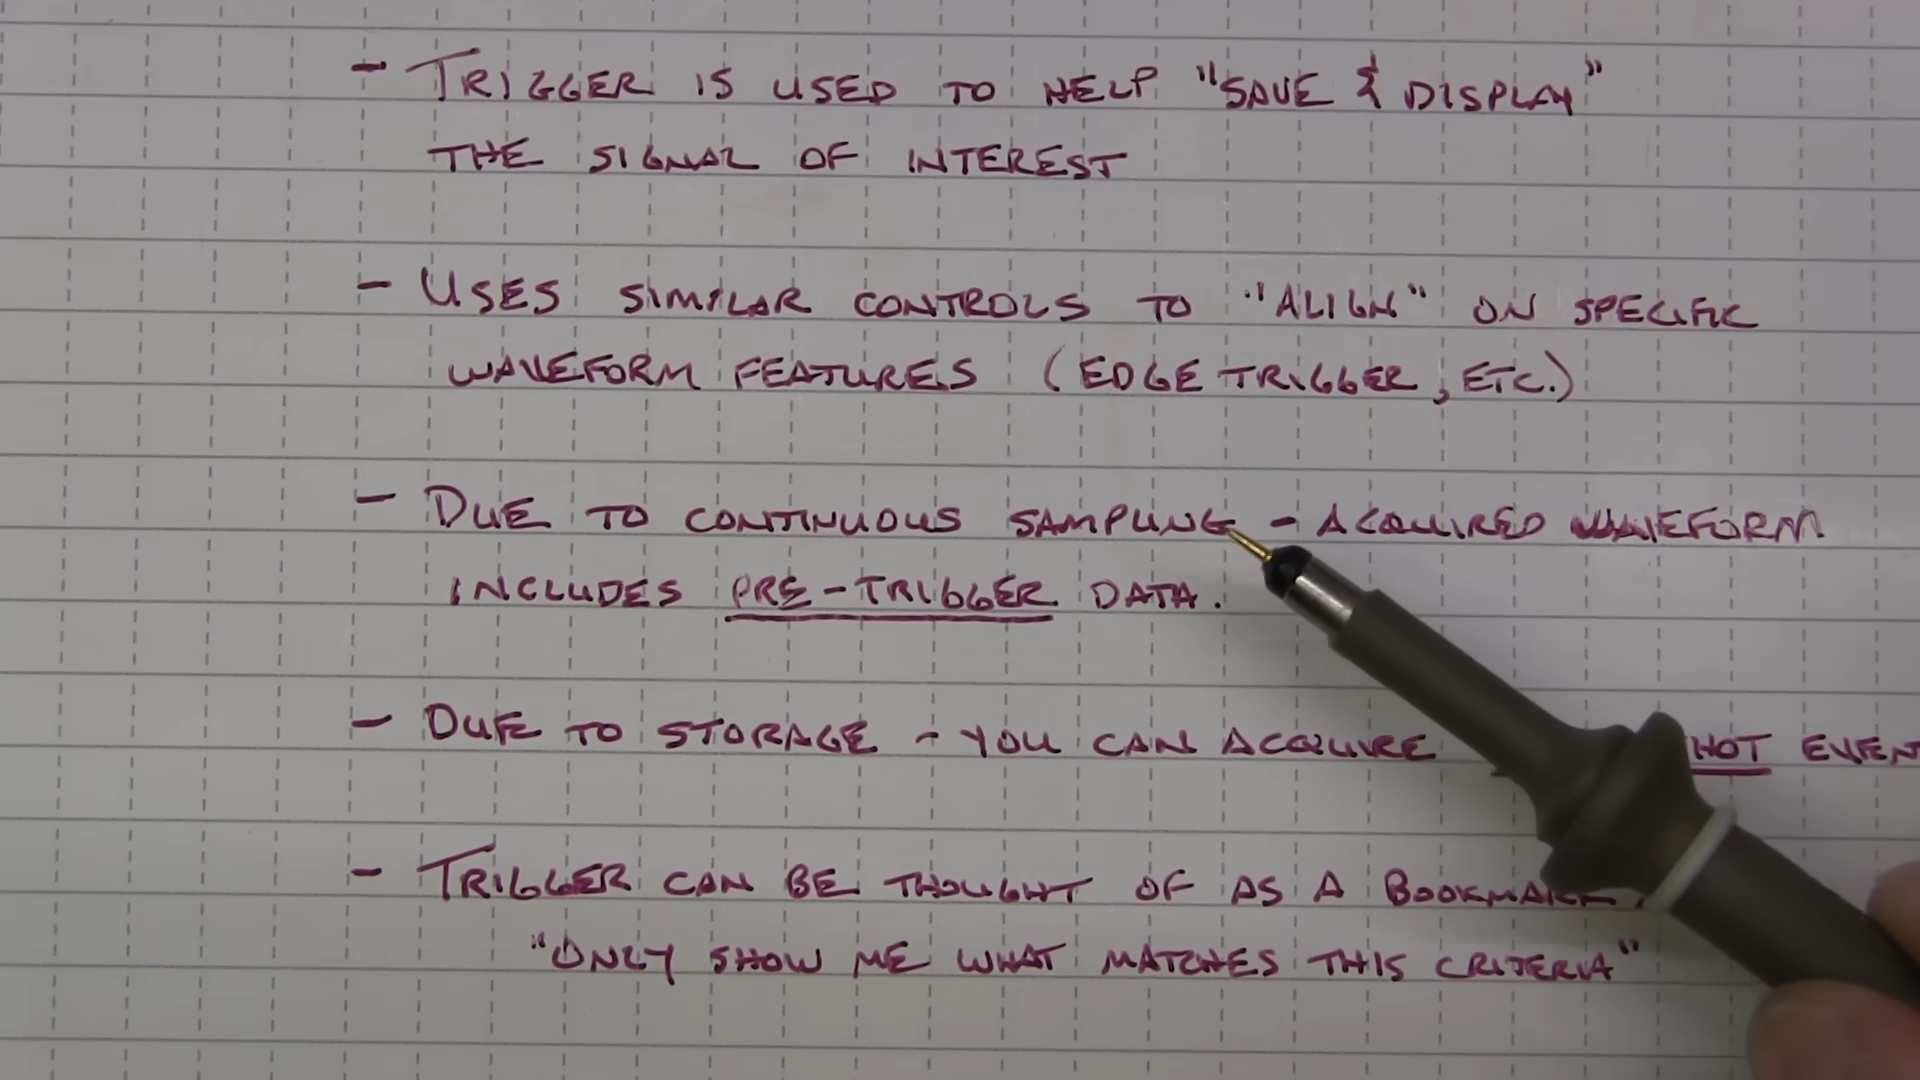 - TRIGGER IS USED TO HELP "SAVE & DISPLAY"
THE SIGNAL OF INTEREST
- USES SIMILAR CONTROLS TO "ALIGN" ON SPECIFIC
WAVEFORM FEATURES (EDGE TRIGGER, ETC.)
- DUE TO CONTINUOUS SAMPLING - ACQUIRED WAVEFORM
INCLUDES PRE-TRIGGER DATA.
- DUE TO STORAGE - YOU CAN ACQUIRE HOT EVEN
- TRIGGER CAN BE THOUGHT OF AS A BOOKMARK.
"ONLY SHOW ME WHAT MATCHES THIS CRITERIA"